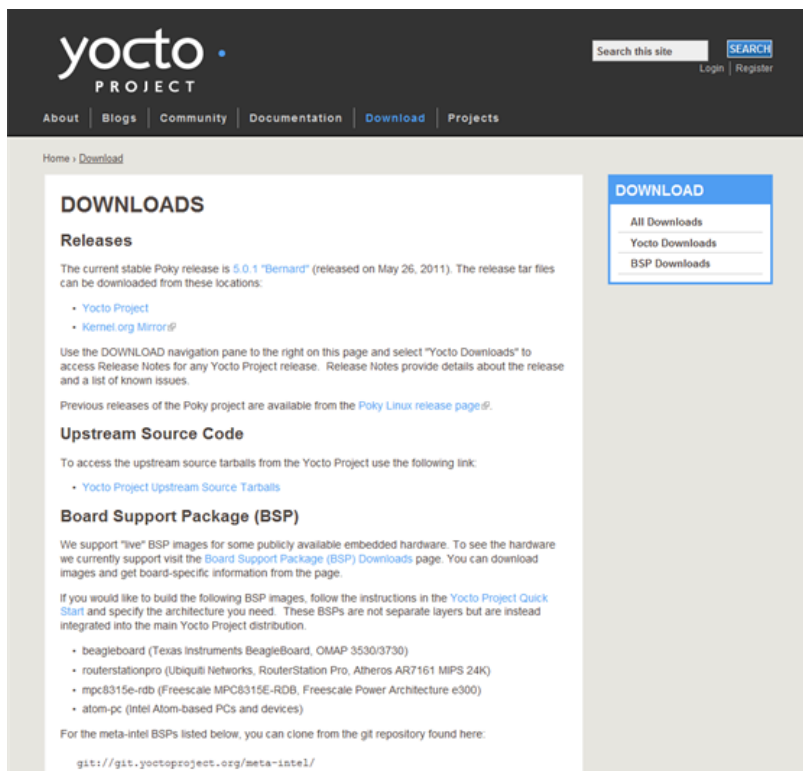 yocto
PROJECT
Search this site
SEARCH
Login | Register
About | Blogs | Community | Documentation | Download | Projects
Home › Download
DOWNLOADS
Releases
The current stable Poky release is 5.0.1 "Bernard" (released on May 26, 2011). The release tar files
can be downloaded from these locations:
• Yocto Project
• Kernel.org Mirror
Use the DOWNLOAD navigation pane to the right on this page and select "Yocto Downloads" to
access Release Notes for any Yocto Project release. Release Notes provide details about the release
and a list of known issues.
Previous releases of the Poky project are available from the Poky Linux release page.
Upstream Source Code
To access the upstream source tarballs from the Yocto Project use the following link:
• Yocto Project Upstream Source Tarballs
Board Support Package (BSP)
We support "live" BSP images for some publicly available embedded hardware. To see the hardware
we currently support visit the Board Support Package (BSP) Downloads page. You can download
images and get board-specific information from the page.
If you would like to build the following BSP images, follow the instructions in the Yocto Project Quick
Start and specify the architecture you need. These BSPs are not separate layers but are instead
integrated into the main Yocto Project distribution.
• beagleboard (Texas Instruments BeagleBoard, OMAP 3530/3730)
• routerstationpro (Ubiquiti Networks, RouterStation Pro, Atheros AR7161 MIPS 24K)
• mpc8315e-rdb (Freescale MPC8315E-RDB, Freescale Power Architecture e300)
• atom-pc (Intel Atom-based PCs and devices)
For the meta-intel BSPs listed below, you can clone from the git repository found here:
git://git.yoctoproject.org/meta-intel/
DOWNLOAD
All Downloads
Yocto Downloads
BSP Downloads